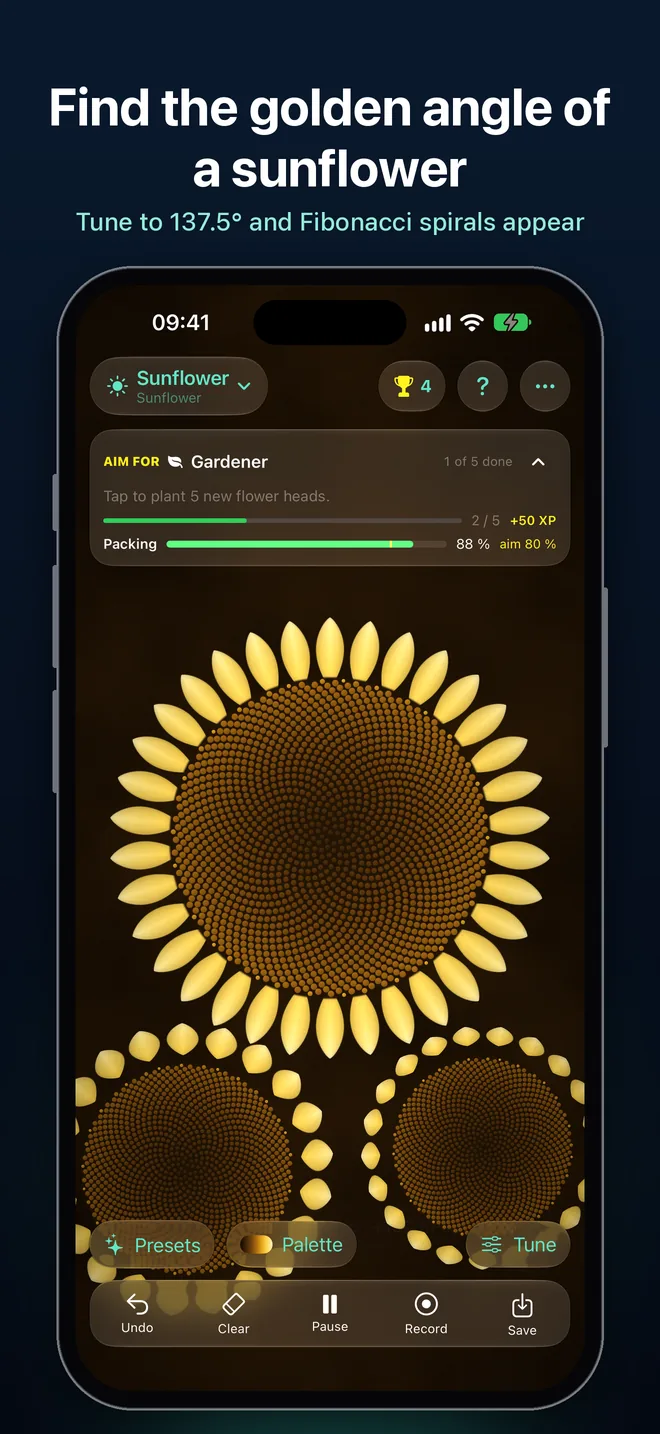 Find the golden angle of
a sunflower
Tune to 137.5° and Fibonacci spirals appear
09:41
Sunflower
Sunflower
4
?
AIM FOR Gardener 1 of 5 done
Tap to plant 5 new flower heads.
2 / 5 +50 XP
Packing 88 % aim 80 %
Presets Palette Tune
Undo Clear Pause Record Save